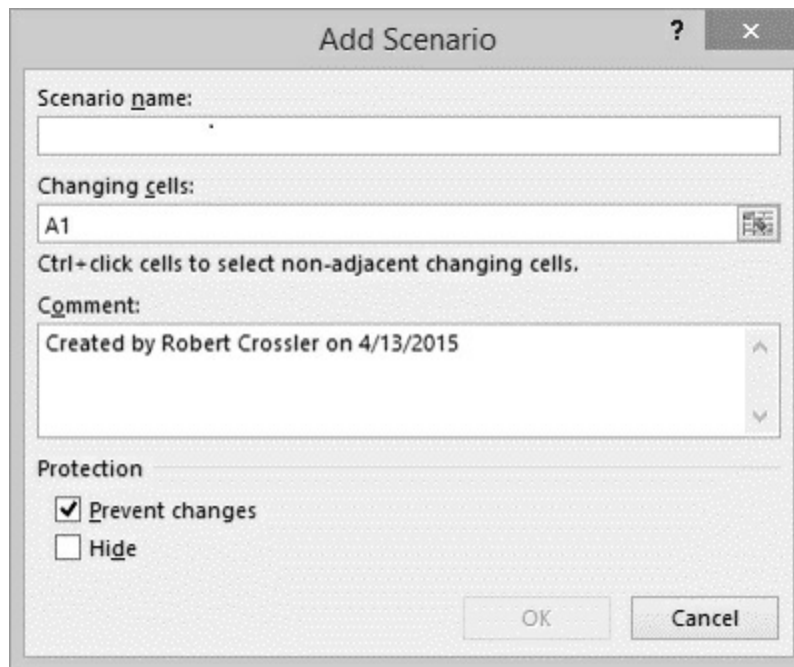 Add Scenario
?
×
Scenario name:
Changing cells:
A1
Ctrl+click cells to select non-adjacent changing cells.
Comment:
Created by Robert Crossler on 4/13/2015
Protection
Prevent changes
Hide
OK
Cancel